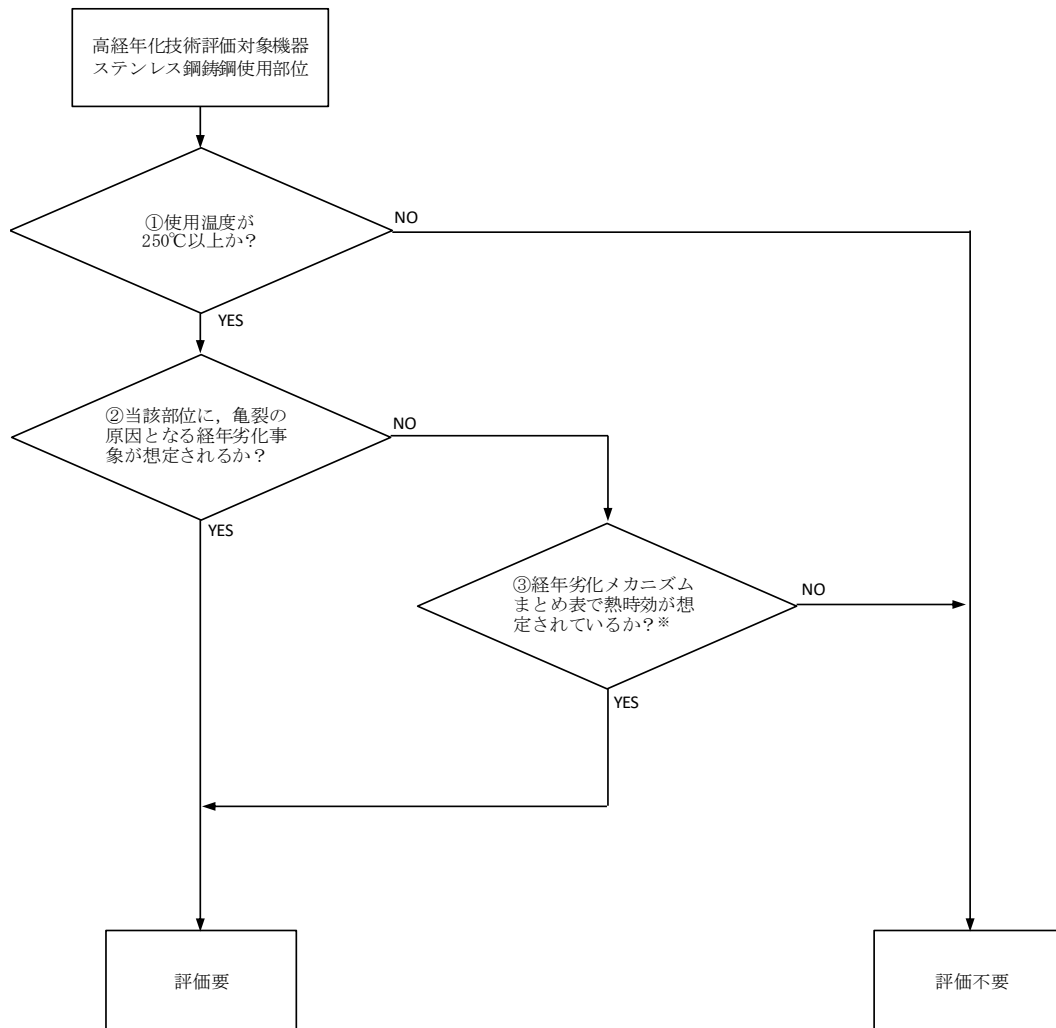 高経年化技術評価対象機器
ステンレス鋼鋳鋼使用部位
①使用温度が
250℃以上か？
NO
YES
②当該部位に，亀裂の
原因となる経年劣化事
象が想定されるか？
NO
YES
③経年劣化メカニズム
まとめ表で熱時効が想
定されているか？※
NO
YES
評価要
評価不要